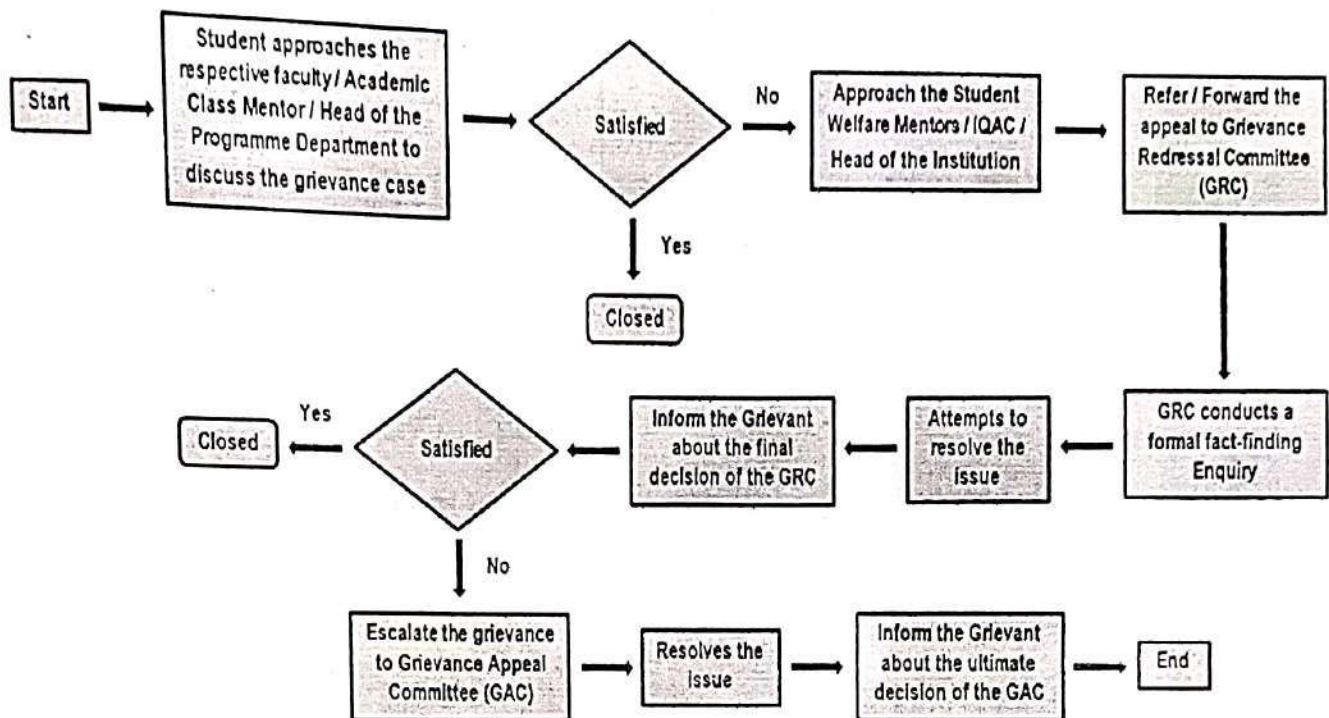 Start
Student approaches the
respective faculty / Academic
Class Mentor / Head of the
Programme Department to
discuss the grievance case
Satisfied
No
Approach the Student
Welfare Mentors / IQAC /
Head of the Institution
Refer / Forward the
appeal to Grievance
Redressal Committee
(GRC)
Yes
Closed
GRC conducts a
formal fact-finding
Enquiry
Attempts to
resolve the
issue
Inform the Grievant
about the final
decision of the GRC
Satisfied
Yes
Closed
No
Escalate the grievance
to Grievance Appeal
Committee (GAC)
Resolves the
issue
Inform the Grievant
about the ultimate
decision of the GAC
End